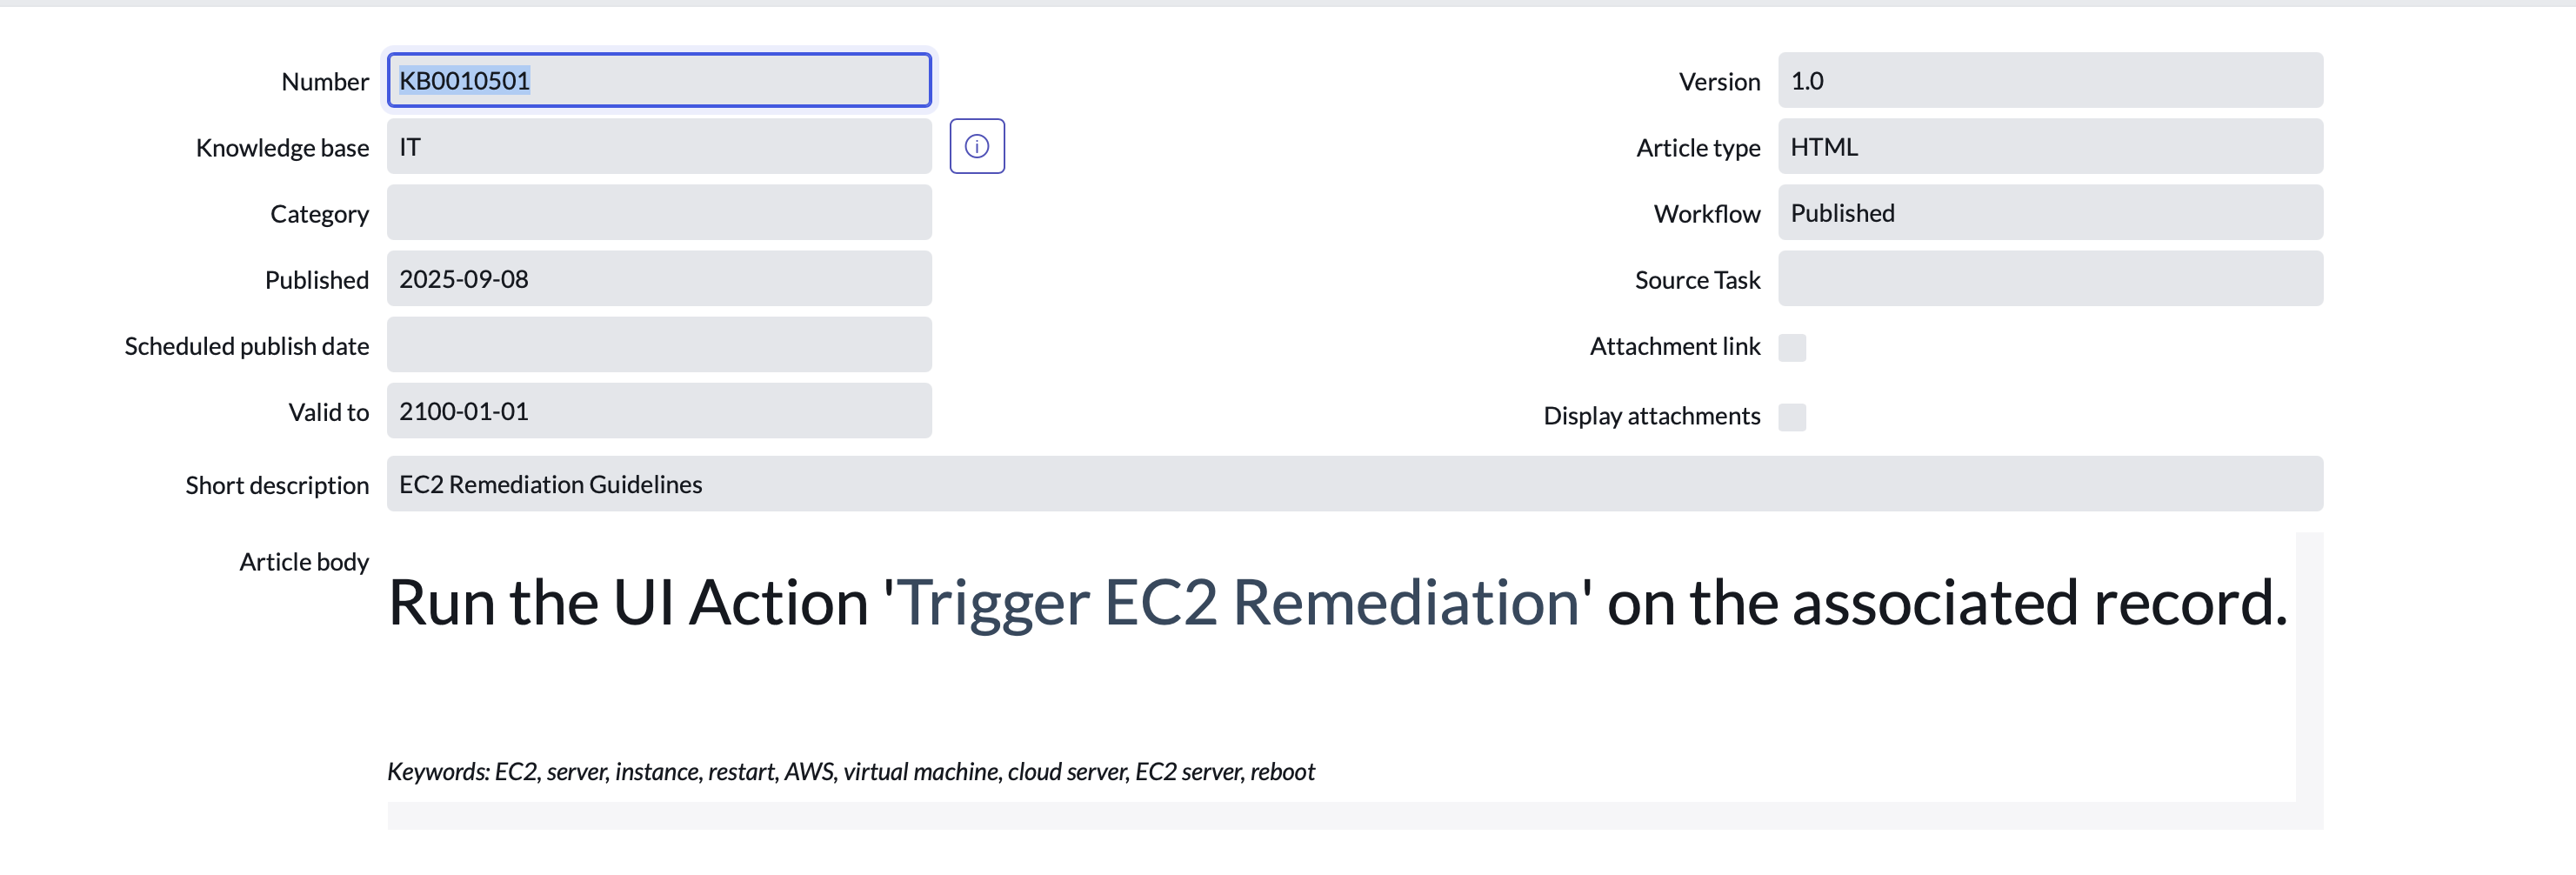 Number KB0010501 Version 1.0
Knowledge base IT Article type HTML
Category Workflow Published
Published 2025-09-08 Source Task
Scheduled publish date Attachment link
Valid to 2100-01-01 Display attachments
Short description EC2 Remediation Guidelines
Article body
Run the UI Action 'Trigger EC2 Remediation' on the associated record.
Keywords: EC2, server, instance, restart, AWS, virtual machine, cloud server, EC2 server, reboot